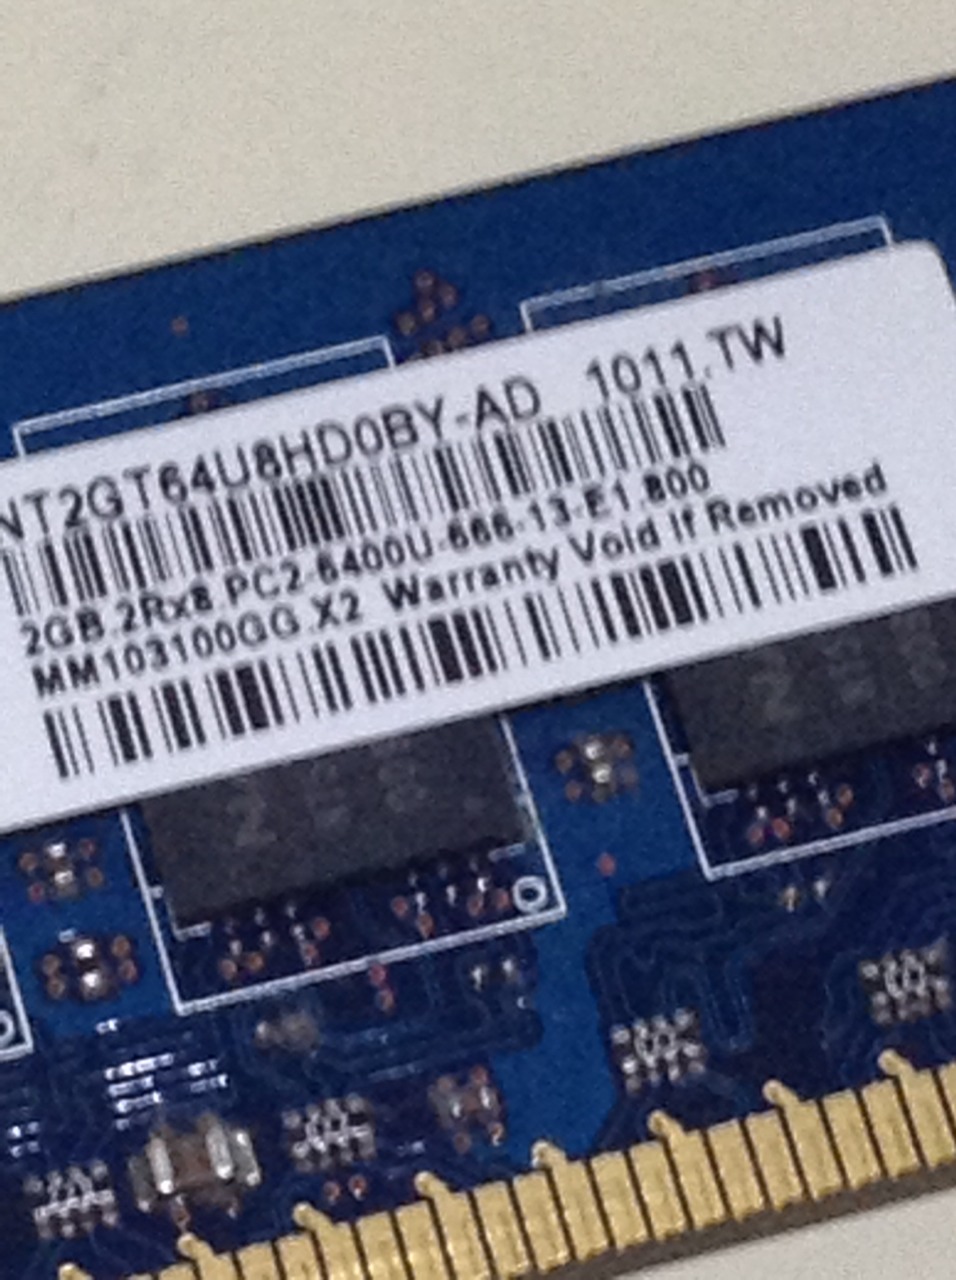 NT2GT64U8HD0BY-AD 1011.TW
2GB 2Rx8 PC2-6400U-666-13-E1.800
MM103100GG X2 Warranty Void If Removed